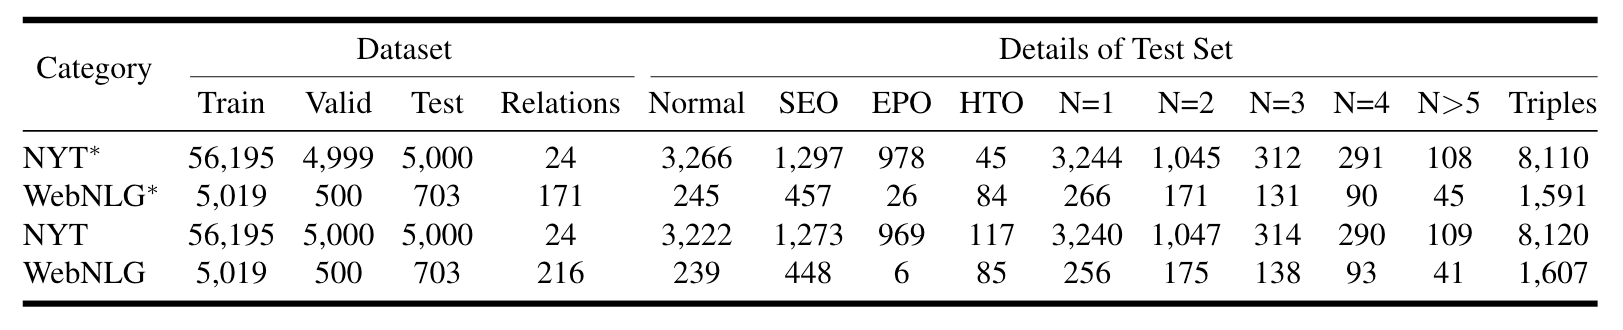 Category Dataset Details of Test Set
Train Valid Test Relations Normal SEO EPO HTO N=1 N=2 N=3 N=4 N>5 Triples
NYT* 56,195 4,999 5,000 24 3,266 1,297 978 45 3,244 1,045 312 291 108 8,110
WebNLG* 5,019 500 703 171 245 457 26 84 266 171 131 90 45 1,591
NYT 56,195 5,000 5,000 24 3,222 1,273 969 117 3,240 1,047 314 290 109 8,120
WebNLG 5,019 500 703 216 239 448 6 85 256 175 138 93 41 1,607